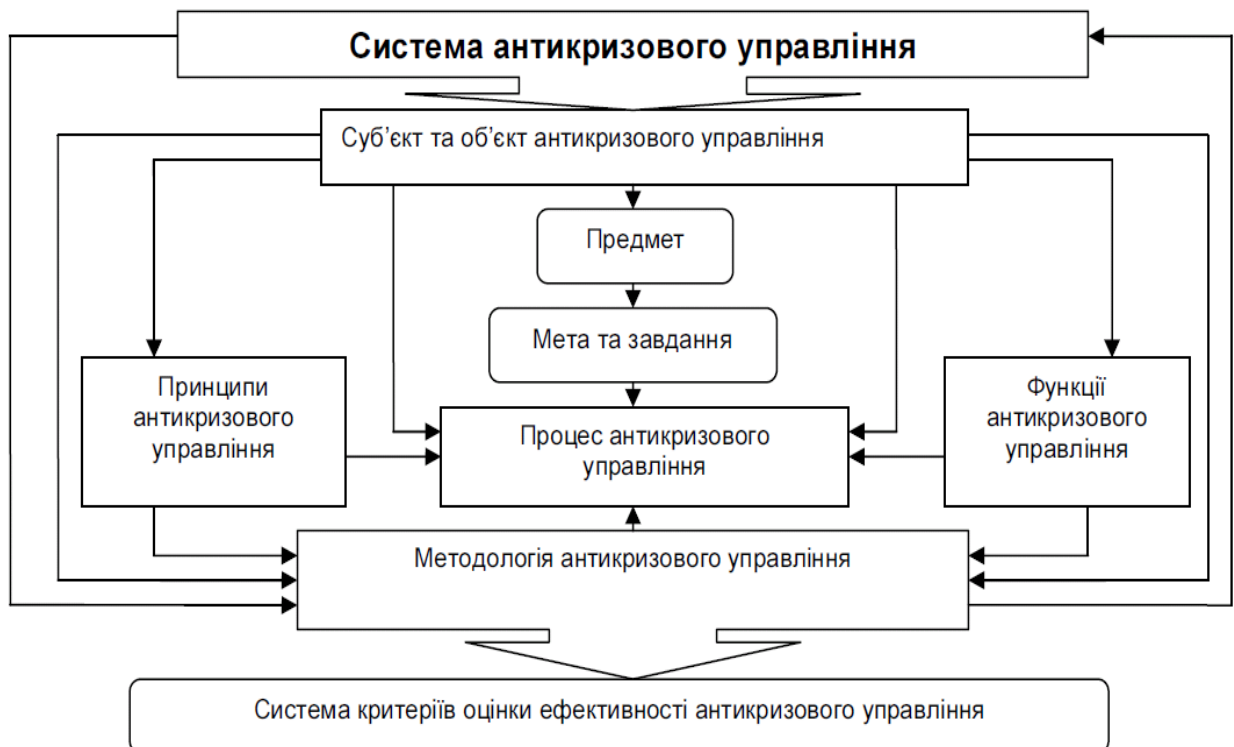 Система антикризового управління
Суб’єкт та об’єкт антикризового управління
Предмет
Мета та завдання
Принципи
антикризового
управління
Процес антикризового
управління
Функції
антикризового
управління
Методологія антикризового управління
Система критеріїв оцінки ефективності антикризового управління